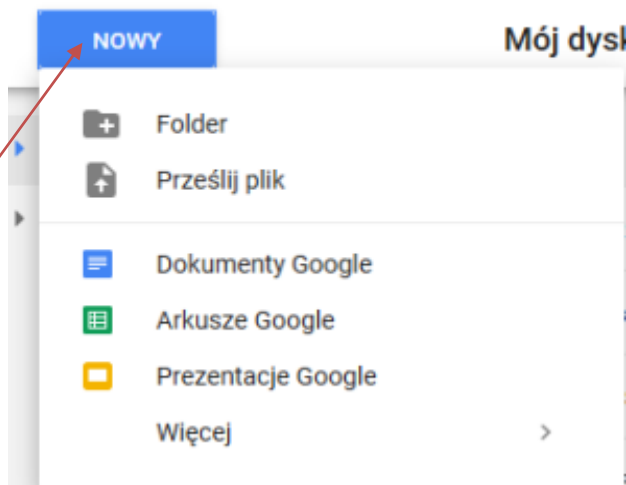 NOWY
Mój dysk
Folder
Prześlij plik
Dokumenty Google
Arkusze Google
Prezentacje Google
Więcej